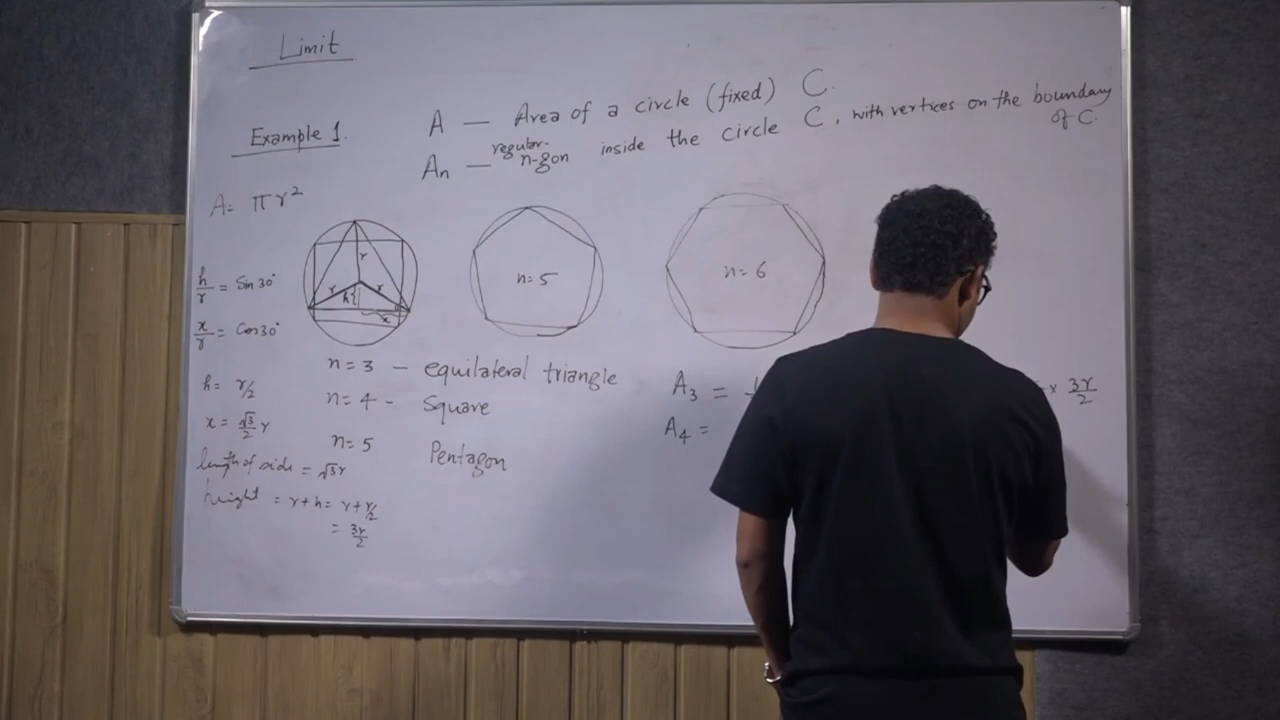 Limit
Example 1.
A — Area of a circle (fixed) C.
An — regular n-gon inside the circle C, with vertices on the boundary of C.
A = πr²
h/r = Sin 30°
x/r = Cos 30°
h = r/2
x = √3/2 r
length of side = √3r
height = r+h = r+r/2
= 3r/2
r
r
r
h
x
n=5
n=6
n=3 – equilateral triangle
n=4 - Square
n=5 Pentagon
A3 =
× 3r/2
A4 =